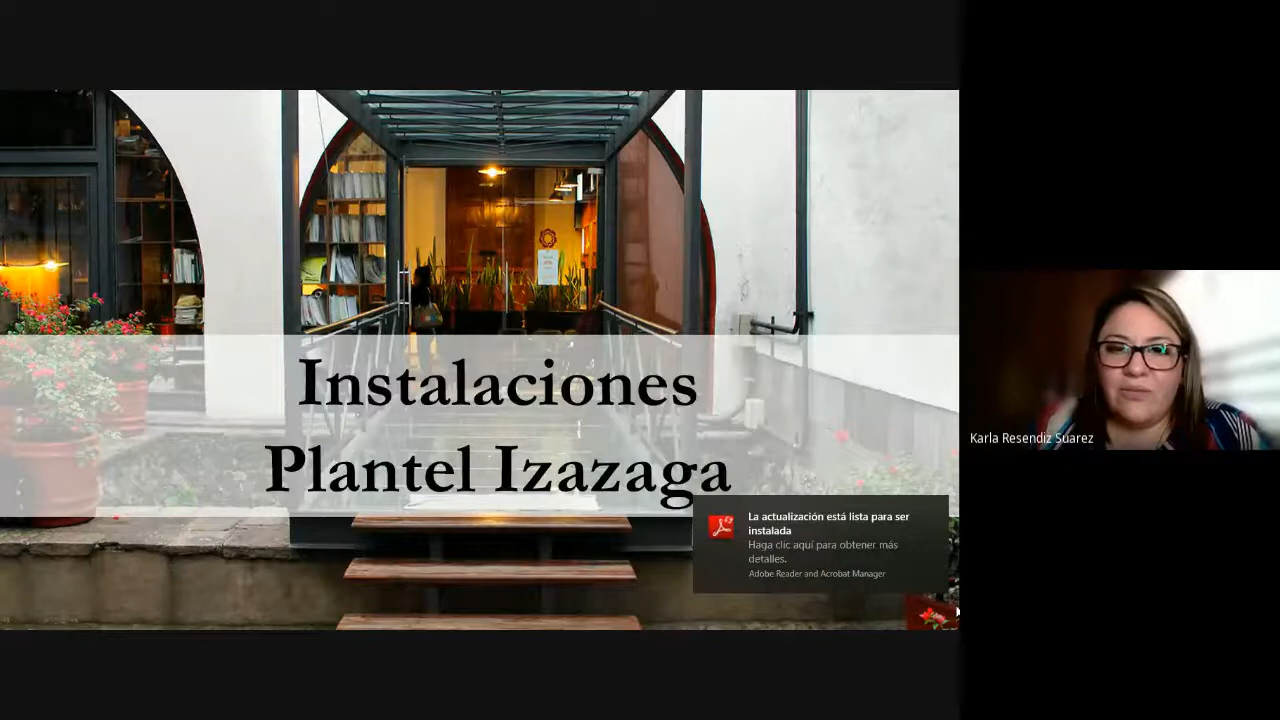 Instalaciones
Plantel Izazaga
La actualización está lista para ser
instalada
Haga clic aquí para obtener más
detalles.
Adobe Reader and Acrobat Manager
Karla Resendiz Suarez